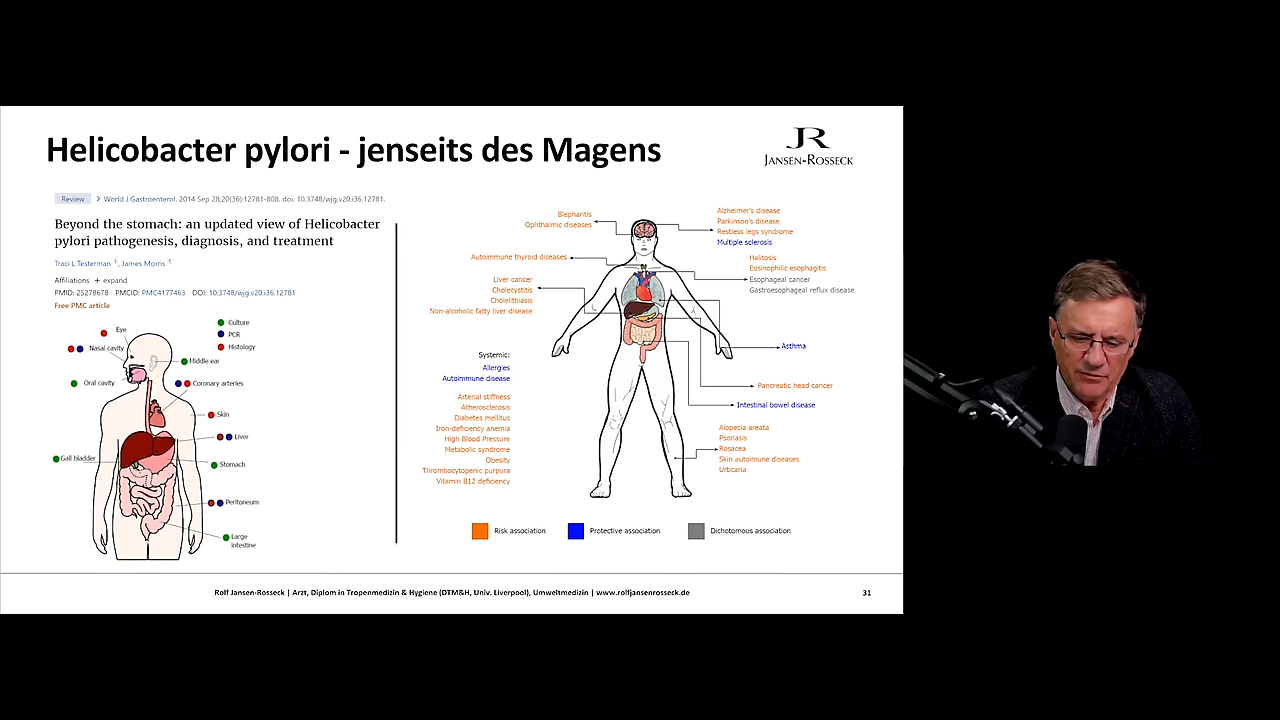 Helicobacter pylori - jenseits des Magens
JR
JANSEN-ROSSECK
Review > World J Gastroenterol. 2014 Sep 28;20(36):12781-808. doi: 10.3748/wjg.v20.i36.12781.
Beyond the stomach: an updated view of Helicobacter
pylori pathogenesis, diagnosis, and treatment
Traci L Testerman 1, James Morris 1
Affiliations + expand
PMID: 25278678 PMCID: PMC4177463 DOI: 10.3748/wjg.v20.i36.12781
Free PMC article
Culture
PCR
Histology
Eye
Nasal cavity
Middle ear
Oral cavity
Coronary arteries
Skin
Liver
Gall bladder
Stomach
Peritoneum
Large
intestine
Blepharitis
Ophthalmic diseases
Autoimmune thyroid diseases
Liver cancer
Cholecystitis
Cholelithiasis
Non-alcoholic fatty liver disease
Systemic:
Allergies
Autoimmune disease
Arterial stiffness
Atherosclerosis
Diabetes mellitus
Iron-deficiency anemia
High Blood Pressure
Metabolic syndrome
Obesity
Thrombocytopenic purpura
Vitamin B12 deficiency
Alzheimer's disease
Parkinson's disease
Restless legs syndrome
Multiple sclerosis
Halitosis
Eosinophilic esophagitis
Esophageal cancer
Gastroesophageal reflux disease
Asthma
Pancreatic head cancer
Intestinal bowel disease
Alopecia areata
Psoriasis
Rosacea
Skin autoimune diseases
Urticaria
Risk association
Protective association
Dichotomous association
Rolf Jansen-Rosseck | Arzt, Diplom in Tropenmedizin & Hygiene (DTM&H, Univ. Liverpool), Umweltmedizin | www.rolfjansenrosseck.de
31